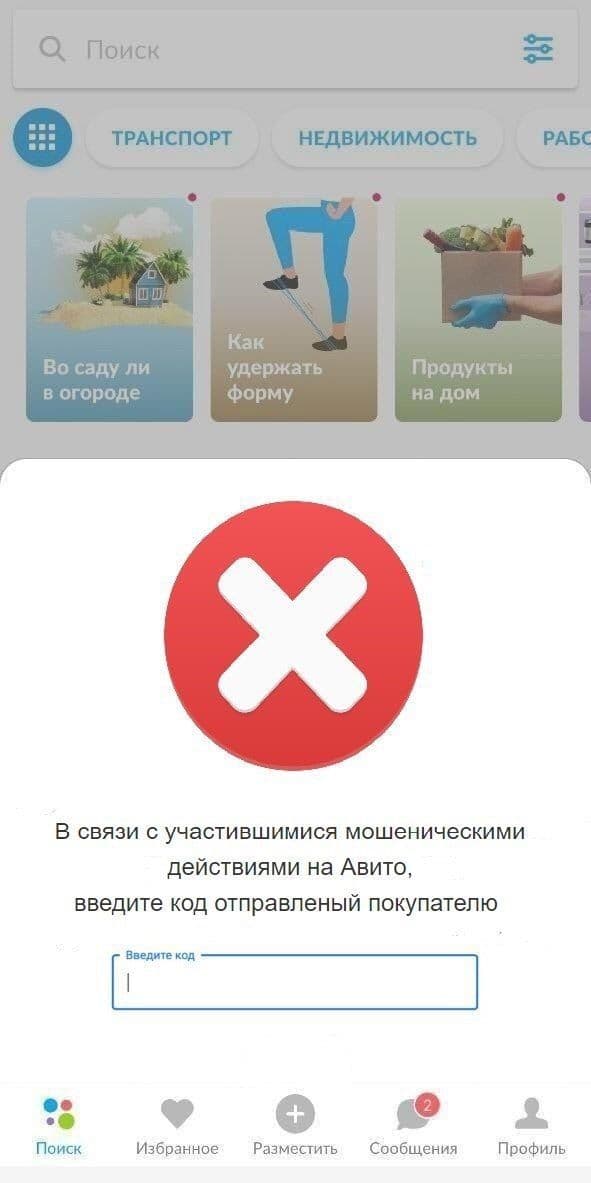 Поиск
ТРАНСПОРТ
НЕДВИЖИМОСТЬ
РАБО
Во саду ли
в огороде
Как
удержать
форму
Продукты
на дом
В связи с участившимися мошеническими
действиями на Авито,
введите код отправленый покупателю
Введите код
2
Поиск
Избранное
Разместить
Сообщения
Профиль